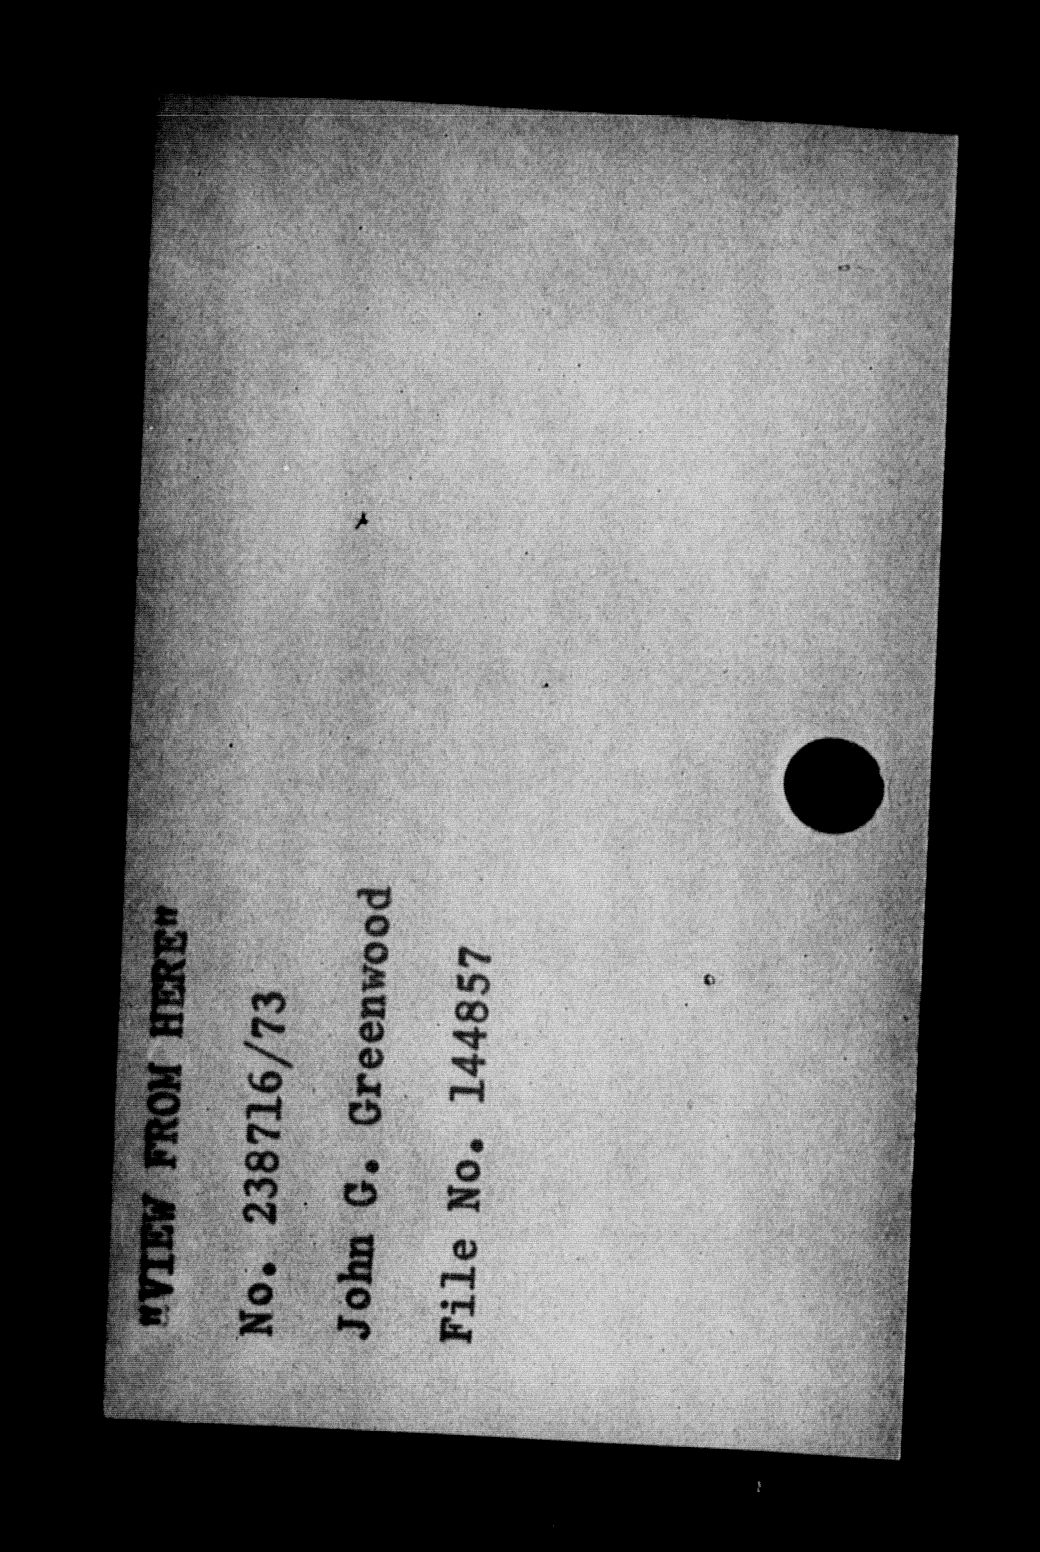 "VIEW FROM HERE"
No. 238716/73
John G. Greenwood
File No. 144857